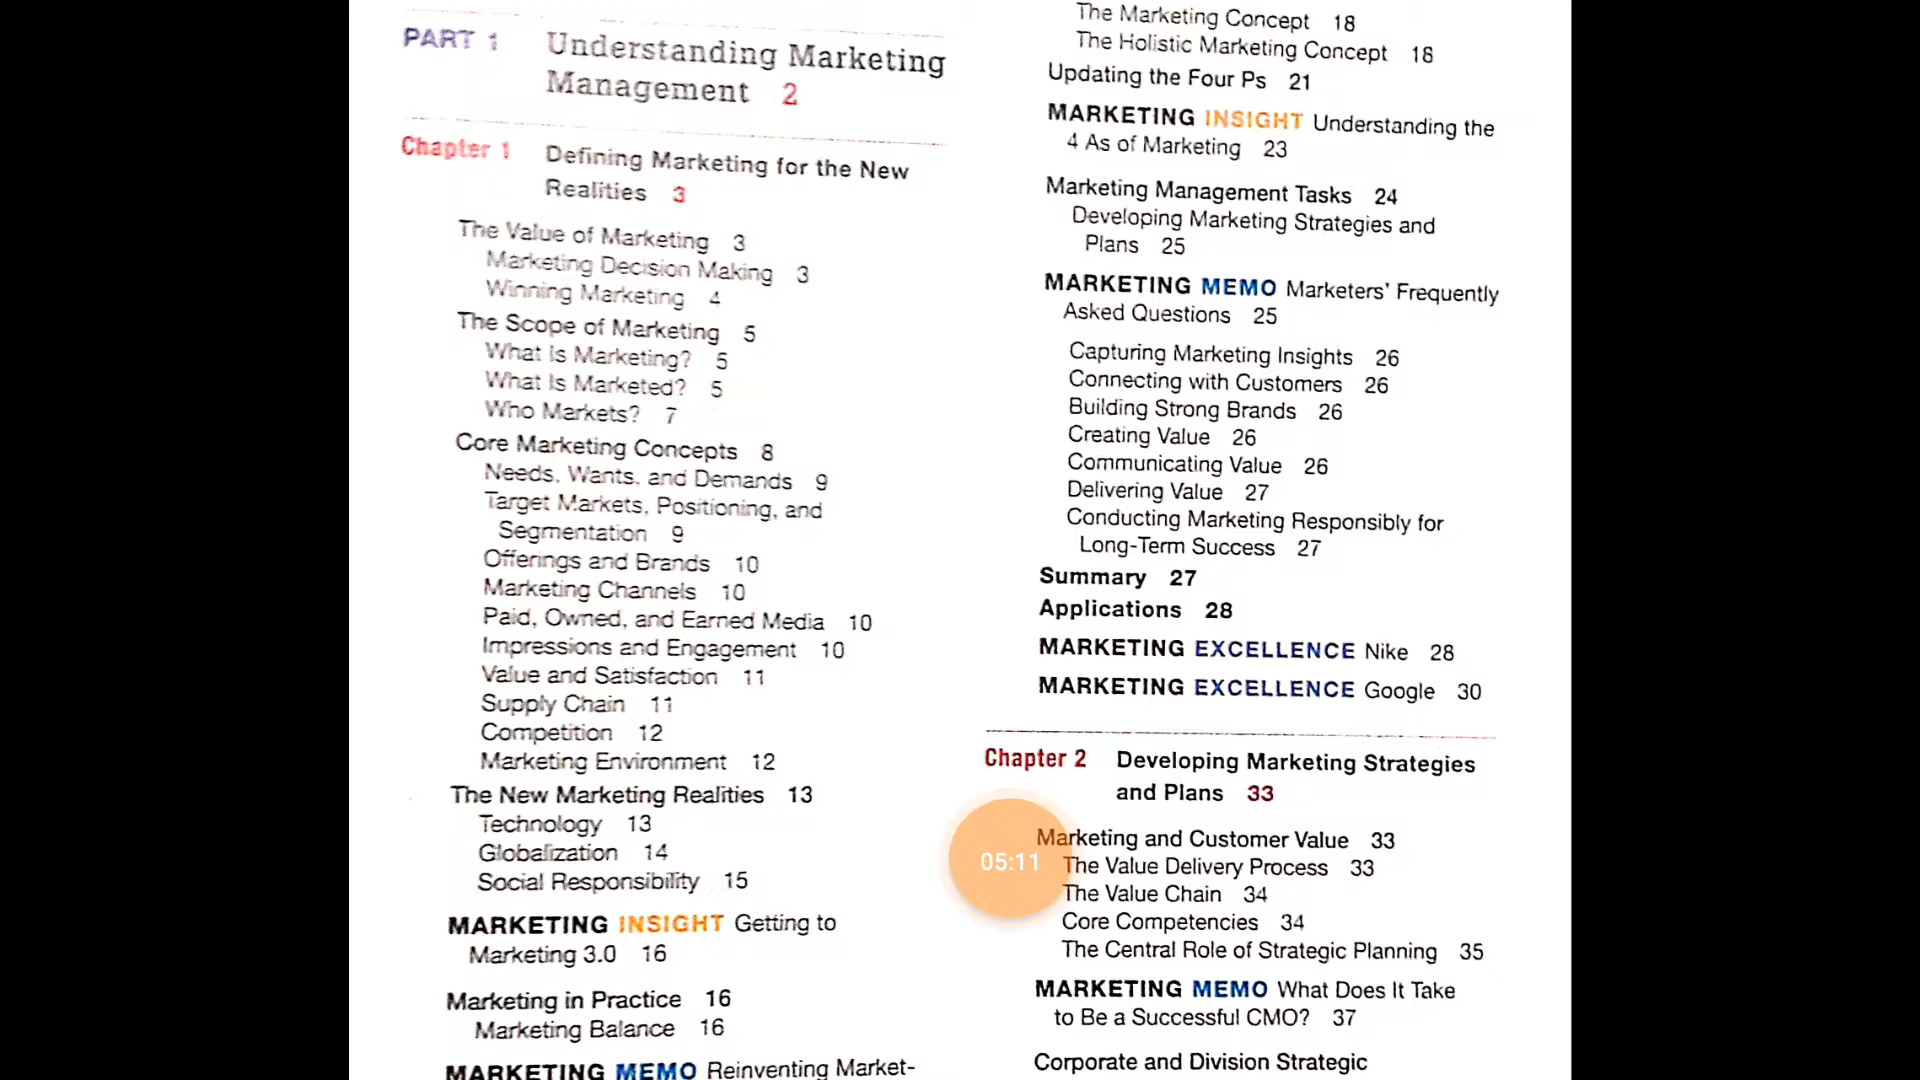 PART 1 Understanding Marketing
Management 2
Chapter 1 Defining Marketing for the New
Realities 3
The Value of Marketing 3
Marketing Decision Making 3
Winning Marketing 4
The Scope of Marketing 5
What Is Marketing? 5
What Is Marketed? 5
Who Markets? 7
Core Marketing Concepts 8
Needs, Wants, and Demands 9
Target Markets, Positioning, and
Segmentation 9
Offerings and Brands 10
Marketing Channels 10
Paid, Owned, and Earned Media 10
Impressions and Engagement 10
Value and Satisfaction 11
Supply Chain 11
Competition 12
Marketing Environment 12
The New Marketing Realities 13
Technology 13
Globalization 14
Social Responsibility 15
MARKETING INSIGHT Getting to
Marketing 3.0 16
Marketing in Practice 16
Marketing Balance 16
MARKETING MEMO Reinventing Market-
The Marketing Concept 18
The Holistic Marketing Concept 18
Updating the Four Ps 21
MARKETING INSIGHT Understanding the
4 As of Marketing 23
Marketing Management Tasks 24
Developing Marketing Strategies and
Plans 25
MARKETING MEMO Marketers' Frequently
Asked Questions 25
Capturing Marketing Insights 26
Connecting with Customers 26
Building Strong Brands 26
Creating Value 26
Communicating Value 26
Delivering Value 27
Conducting Marketing Responsibly for
Long-Term Success 27
Summary 27
Applications 28
MARKETING EXCELLENCE Nike 28
MARKETING EXCELLENCE Google 30
Chapter 2 Developing Marketing Strategies
and Plans 33
Marketing and Customer Value 33
The Value Delivery Process 33
The Value Chain 34
Core Competencies 34
The Central Role of Strategic Planning 35
MARKETING MEMO What Does It Take
to Be a Successful CMO? 37
Corporate and Division Strategic
05:11